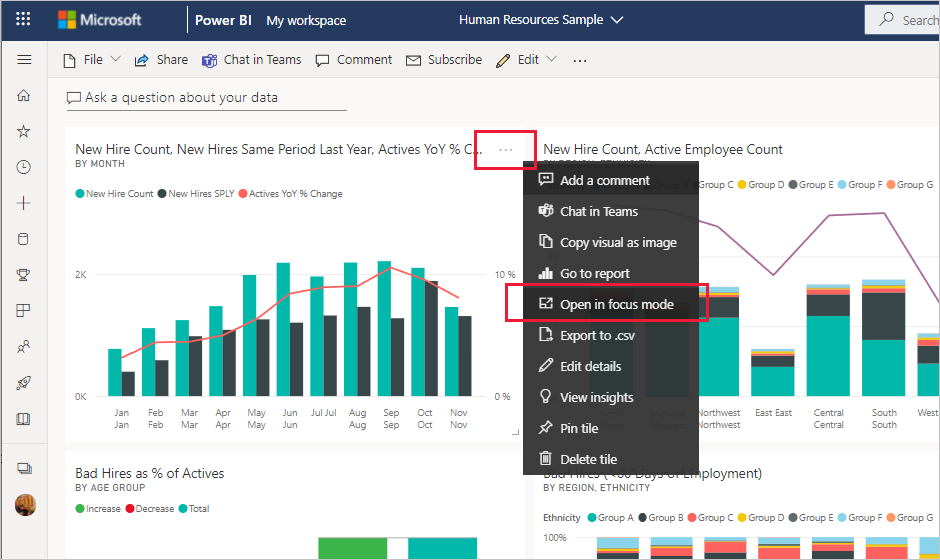 Microsoft Power BI My workspace Human Resources Sample Search
File Share Chat in Teams Comment Subscribe Edit ...
Ask a question about your data
New Hire Count, New Hires Same Period Last Year, Actives YoY % C...
BY MONTH
New Hire Count New Hires SPLY Actives YoY % Change
2K
0K
10 %
0 %
Jan Feb Mar Apr May Jun Jul Jul Aug Sep Oct Nov
Jan Feb Mar Apr May Jun Aug Sep Oct Nov
New Hire Count, Active Employee Count
Group C Group D Group E Group F Group G
Add a comment
Chat in Teams
Copy visual as image
Go to report
Open in focus mode
Export to .csv
Edit details
View insights
Pin tile
Delete tile
Northwest East East Central South West
Northwest Central South
Bad Hires as % of Actives
BY AGE GROUP
Increase Decrease Total
Bad Hires (<60 Days of Employment)
BY REGION, ETHNICITY
Ethnicity Group A Group B Group C Group D Group E Group F Group G
100%